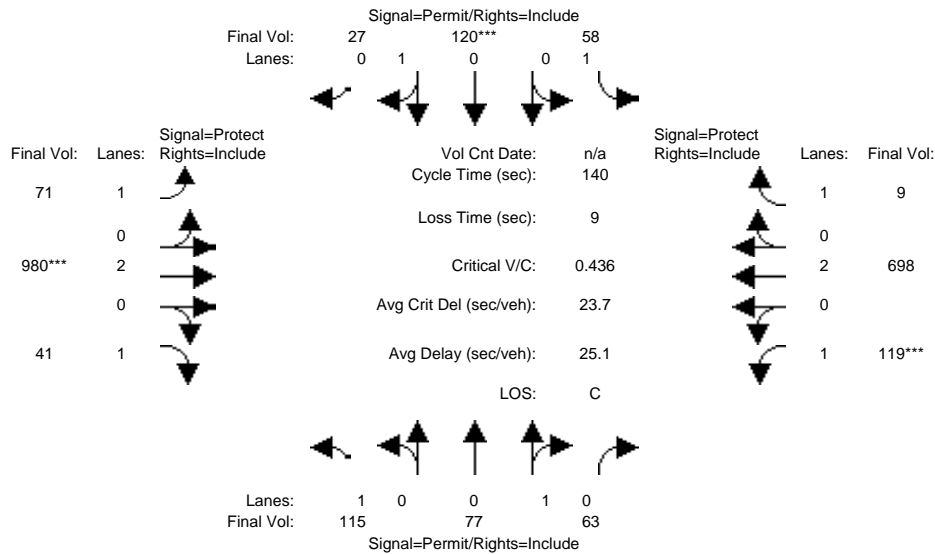 Signal=Permit/Rights=Include
Final Vol: 27 120*** 58
Lanes: 0 1 0 0 1
Signal=Protect Signal=Protect
Final Vol: Lanes: Rights=Include Vol Cnt Date: n/a Rights=Include Lanes: Final Vol:
Cycle Time (sec): 140
71 1 1 9
Loss Time (sec): 9
0 0
980*** 2 Critical V/C: 0.436 2 698
0 Avg Crit Del (sec/veh): 23.7 0
41 1 Avg Delay (sec/veh): 25.1 1 119***
LOS: C
Lanes: 1 0 0 1 0
Final Vol: 115 77 63
Signal=Permit/Rights=Include